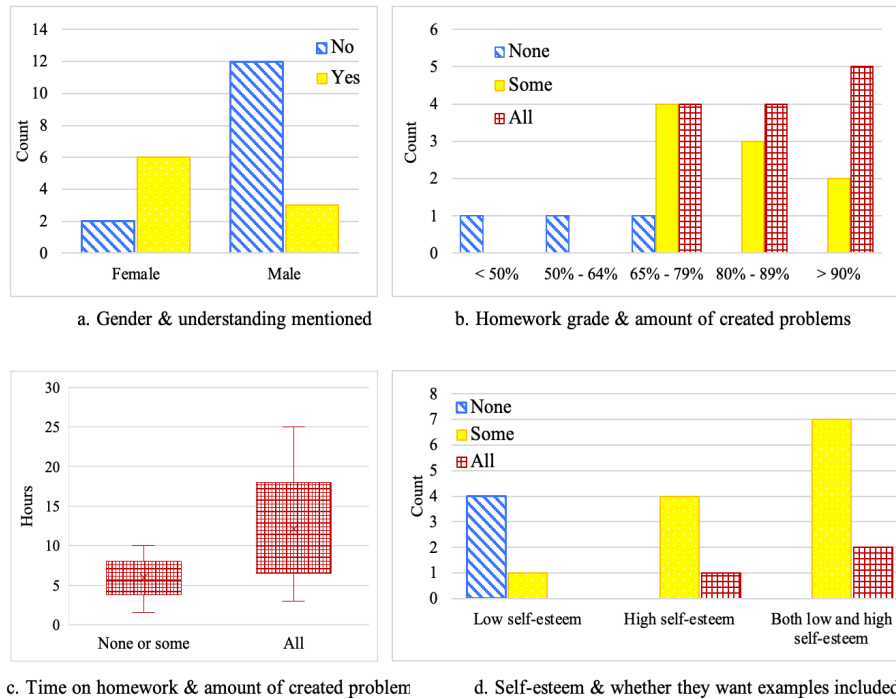 14
12
10
8
6
4
2
0
Count
No
Yes
Female
Male
a. Gender & understanding mentioned
6
5
4
3
2
1
0
Count
None
Some
All
< 50%
50% - 64%
65% - 79%
80% - 89%
> 90%
b. Homework grade & amount of created problems
30
25
20
15
10
5
0
Hours
None or some
All
c. Time on homework & amount of created problem
8
7
6
5
4
3
2
1
0
Count
None
Some
All
Low self-esteem
High self-esteem
Both low and high
self-esteem
d. Self-esteem & whether they want examples included